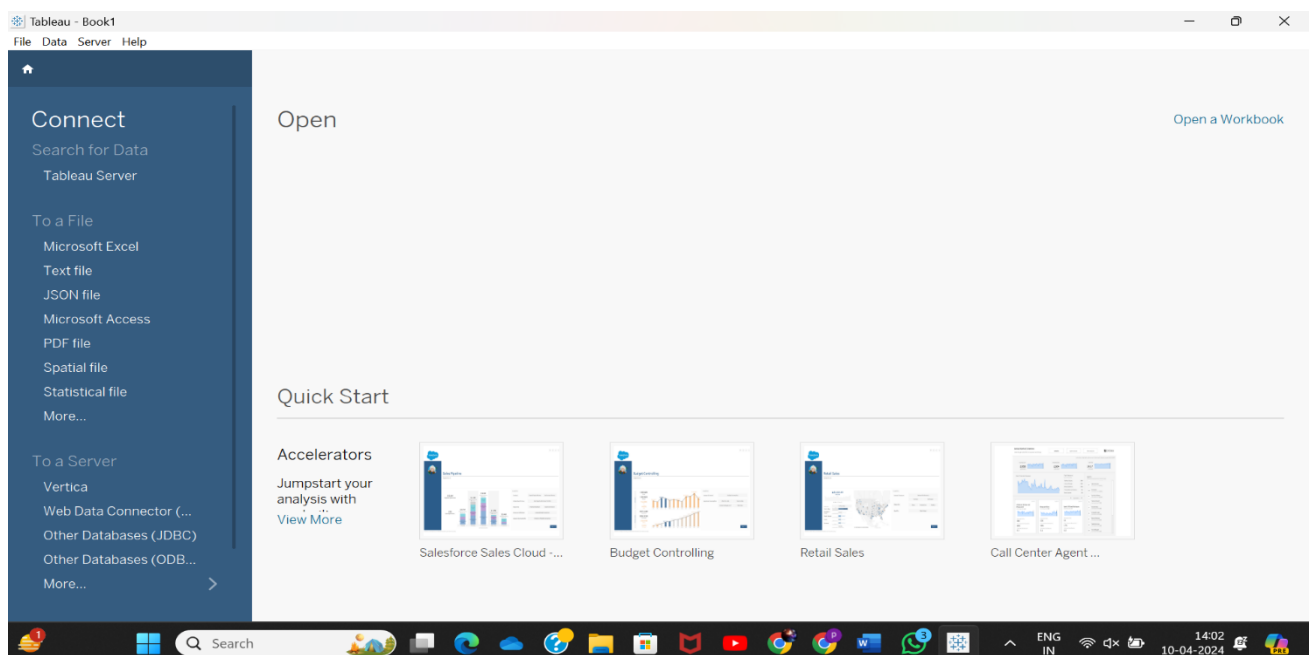 Tableau - Book1
File Data Server Help
Connect
Search for Data
Tableau Server
To a File
Microsoft Excel
Text file
JSON file
Microsoft Access
PDF file
Spatial file
Statistical file
More...
To a Server
Vertica
Web Data Connector (...
Other Databases (JDBC)
Other Databases (ODB...
More...
Open
Open a Workbook
Quick Start
Accelerators
Jumpstart your
analysis with
View More
Salesforce Sales Cloud -...
Budget Controlling
Retail Sales
Call Center Agent ...
1
Search
W
P
3
ENG
IN
14:02
10-04-2024
PRE